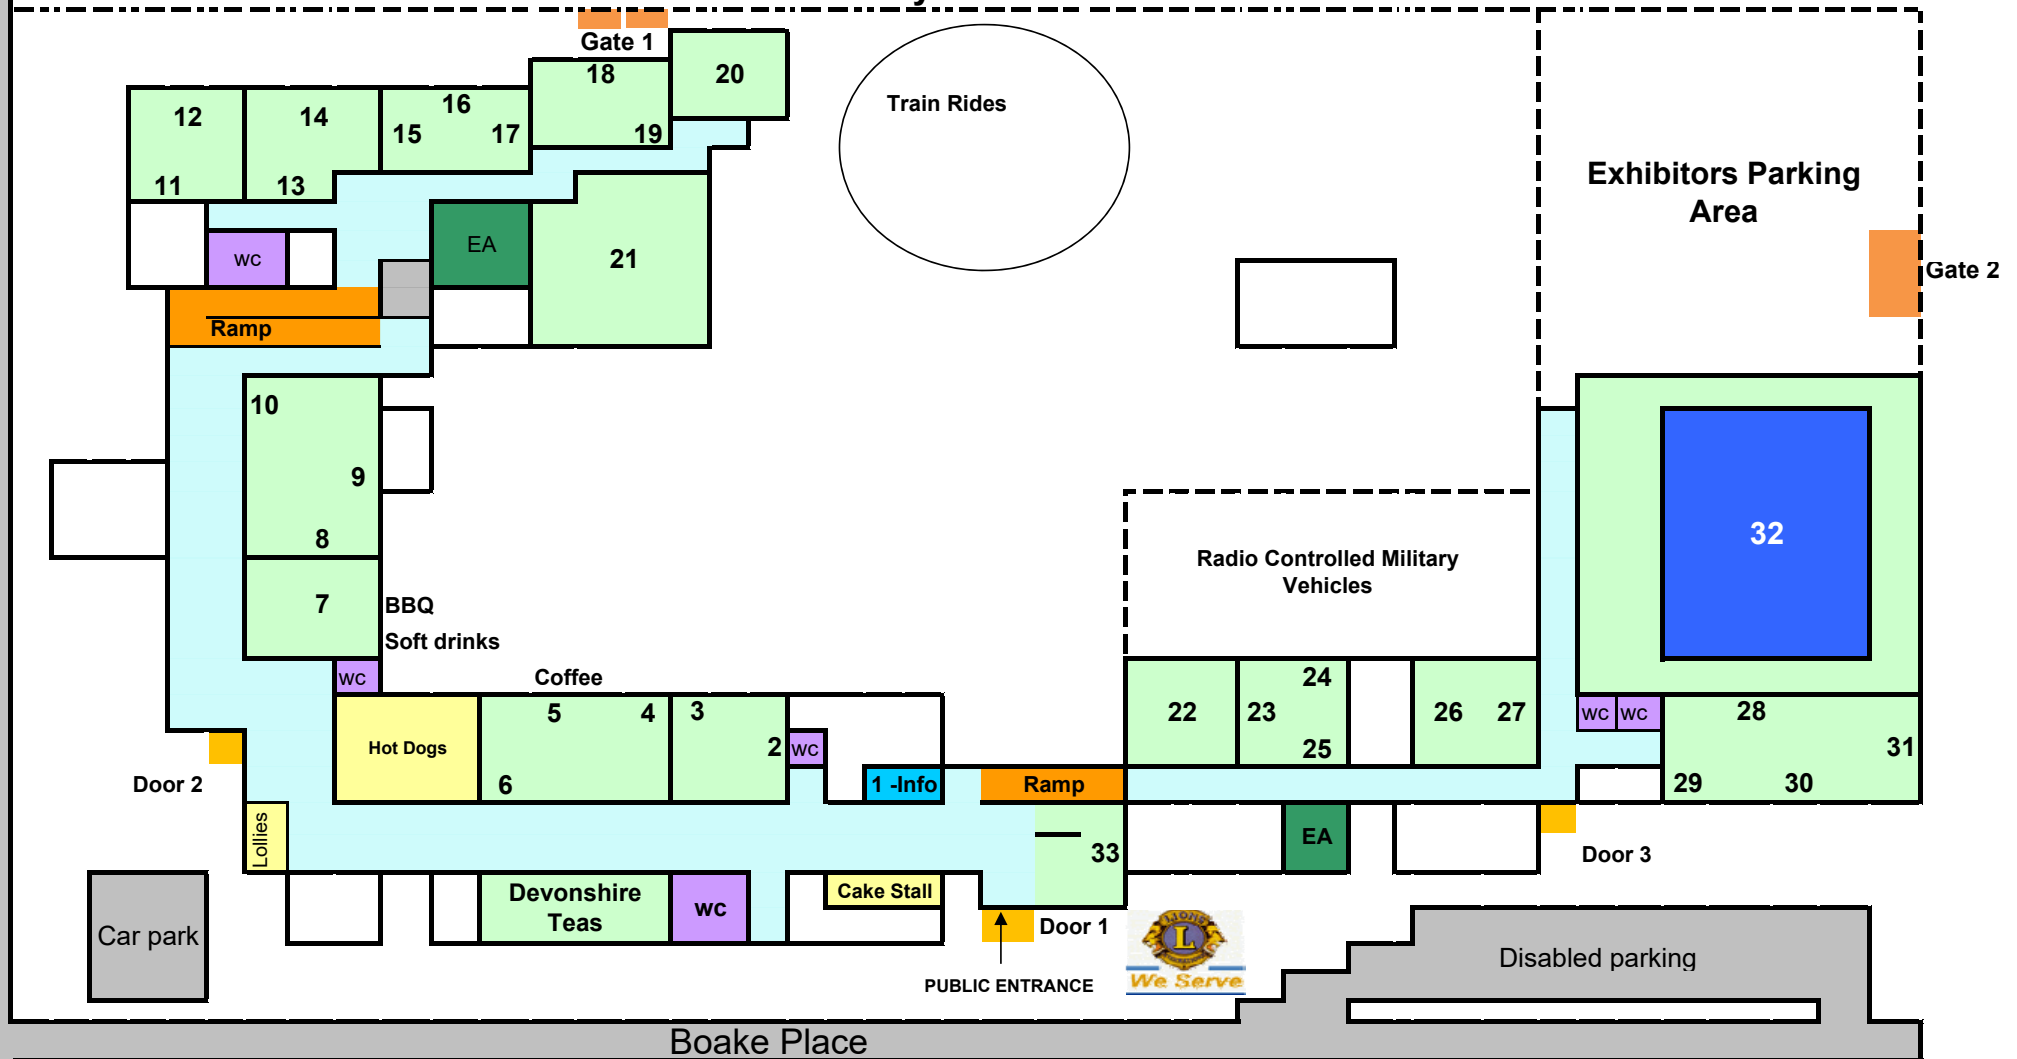 Gate 1
18
20
16
12
14
15
17
19
Train Rides
11
13
Exhibitors Parking
Area
EA
wc
21
Gate 2
Ramp
10
9
8
32
7
BBQ
Soft drinks
Radio Controlled Military
Vehicles
wc
Coffee
24
5
4
3
22
23
26
27
wc
wc
28
Hot Dogs
2
wc
25
31
Door 2
6
1 -Info
Ramp
29
30
Lollies
33
EA
Door 3
Devonshire
Teas
wc
Cake Stall
Car park
Door 1
LIONS
L
We Serve
Disabled parking
PUBLIC ENTRANCE
Boake Place